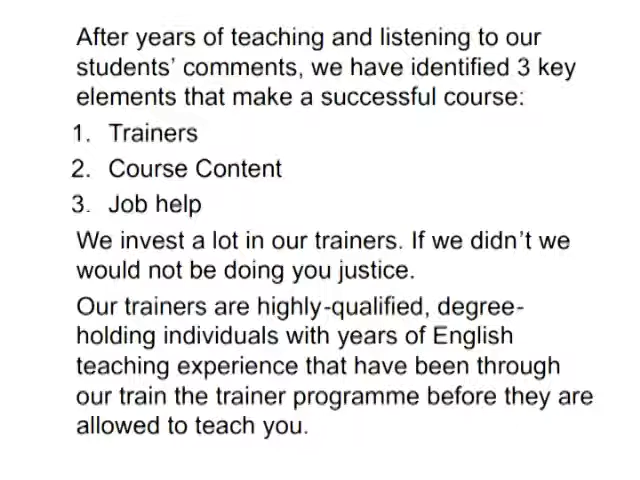 After years of teaching and listening to our
students’ comments, we have identified 3 key
elements that make a successful course:
1. Trainers
2. Course Content
3. Job help
We invest a lot in our trainers. If we didn’t we
would not be doing you justice.
Our trainers are highly-qualified, degree-
holding individuals with years of English
teaching experience that have been through
our train the trainer programme before they are
allowed to teach you.